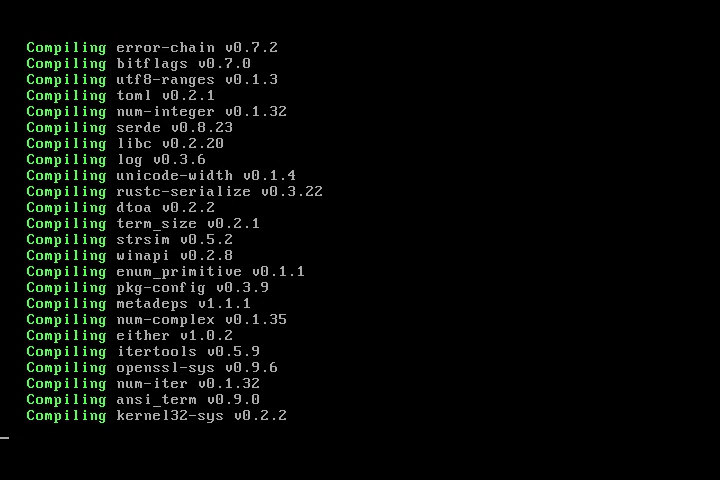 Compiling error-chain v0.7.2
Compiling bitflags v0.7.0
Compiling utf8-ranges v0.1.3
Compiling toml v0.2.1
Compiling num-integer v0.1.32
Compiling serde v0.8.23
Compiling libc v0.2.20
Compiling log v0.3.6
Compiling unicode-width v0.1.4
Compiling rustc-serialize v0.3.22
Compiling dtoa v0.2.2
Compiling term_size v0.2.1
Compiling strsim v0.5.2
Compiling winapi v0.2.8
Compiling enum_primitive v0.1.1
Compiling pkg-config v0.3.9
Compiling metadeps v1.1.1
Compiling num-complex v0.1.35
Compiling either v1.0.2
Compiling itertools v0.5.9
Compiling openssl-sys v0.9.6
Compiling num-iter v0.1.32
Compiling ansi_term v0.9.0
Compiling kernel32-sys v0.2.2